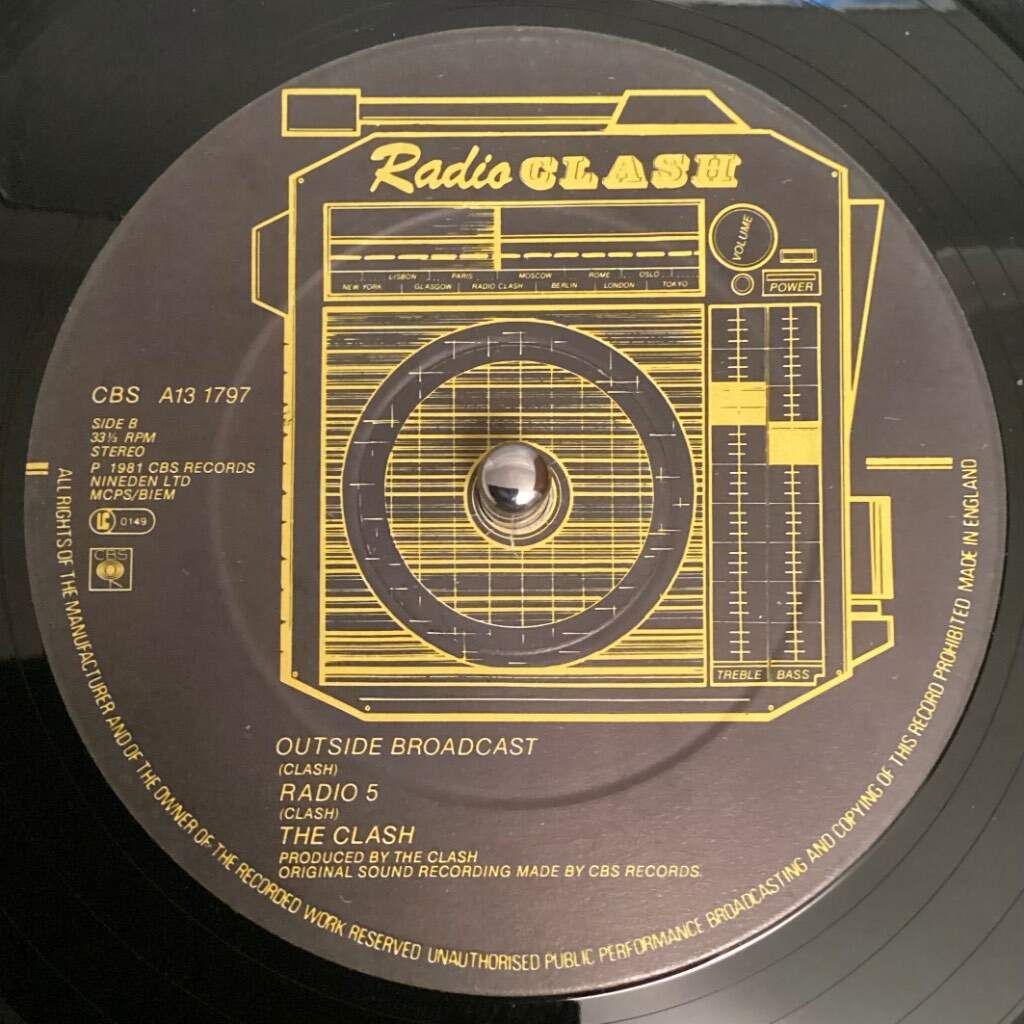 Radio CLASH
VOLUME
LISBON PARIS MOSCOW ROME OSLO
NEW YORK GLASGOW RADIO CLASH BERLIN LONDON TOKYO
POWER
TREBLE BASS
CBS A13 1797
SIDE B
33⅓ RPM
STEREO
P 1981 CBS RECORDS
NINEDEN LTD
MCPS/BIEM
LC 0149
CBS
OUTSIDE BROADCAST
(CLASH)
RADIO 5
(CLASH)
THE CLASH
PRODUCED BY THE CLASH
ORIGINAL SOUND RECORDING MADE BY CBS RECORDS.
ALL RIGHTS OF THE MANUFACTURER AND OF THE OWNER OF THE RECORDED WORK RESERVED UNAUTHORISED PUBLIC PERFORMANCE BROADCASTING AND COPYING OF THIS RECORD PROHIBITED MADE IN ENGLAND